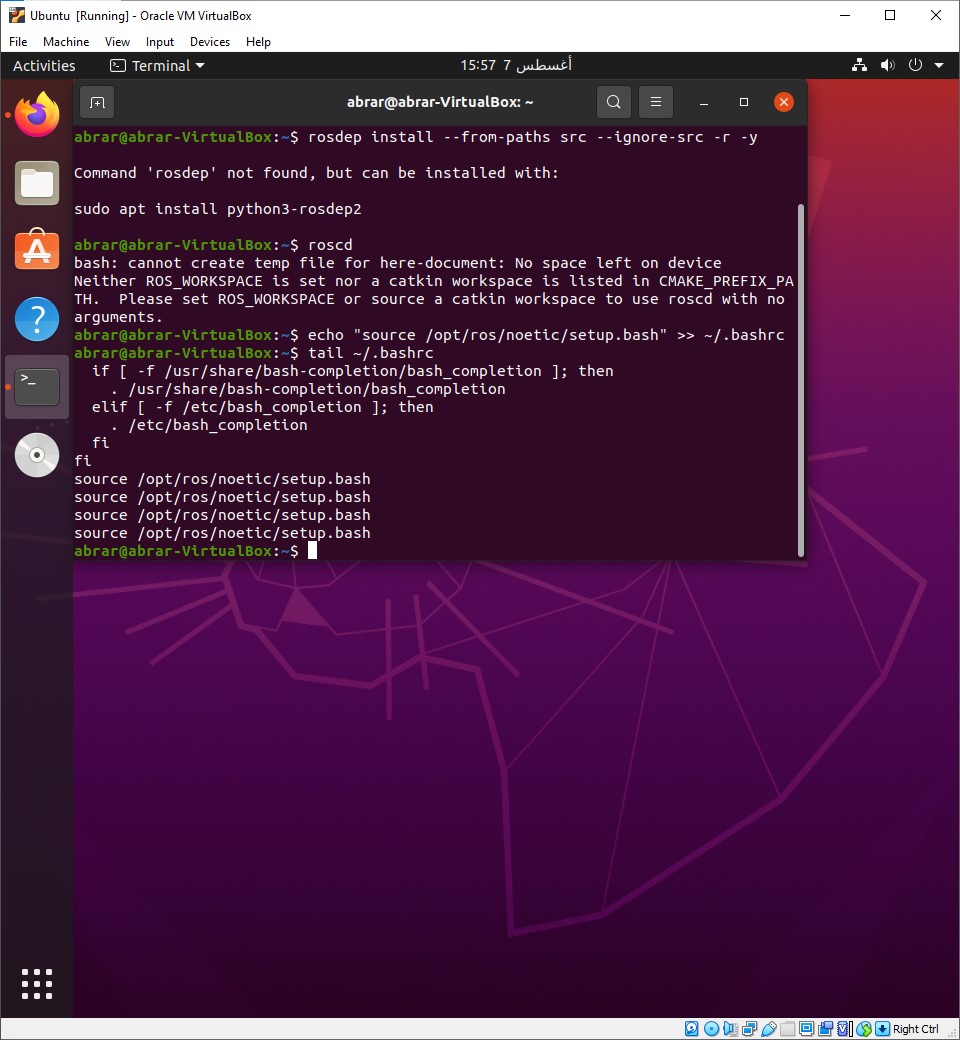 Ubuntu [Running] - Oracle VM VirtualBox
File Machine View Input Devices Help
Activities Terminal 15:57 7 أغسطس
abrar@abrar-VirtualBox: ~
abrar@abrar-VirtualBox:~$ rosdep install --from-paths src --ignore-src -r -y
Command 'rosdep' not found, but can be installed with:
sudo apt install python3-rosdep2
abrar@abrar-VirtualBox:~$ roscd
bash: cannot create temp file for here-document: No space left on device
Neither ROS_WORKSPACE is set nor a catkin workspace is listed in CMAKE_PREFIX_PA
TH.  Please set ROS_WORKSPACE or source a catkin workspace to use roscd with no
arguments.
abrar@abrar-VirtualBox:~$ echo "source /opt/ros/noetic/setup.bash" >> ~/.bashrc
abrar@abrar-VirtualBox:~$ tail ~/.bashrc
  if [ -f /usr/share/bash-completion/bash_completion ]; then
    . /usr/share/bash-completion/bash_completion
  elif [ -f /etc/bash_completion ]; then
    . /etc/bash_completion
  fi
fi
source /opt/ros/noetic/setup.bash
source /opt/ros/noetic/setup.bash
source /opt/ros/noetic/setup.bash
source /opt/ros/noetic/setup.bash
abrar@abrar-VirtualBox:~$
Right Ctrl